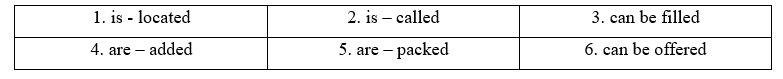 1. is - located 2. is – called 3. can be filled
4. are – added 5. are – packed 6. can be offered